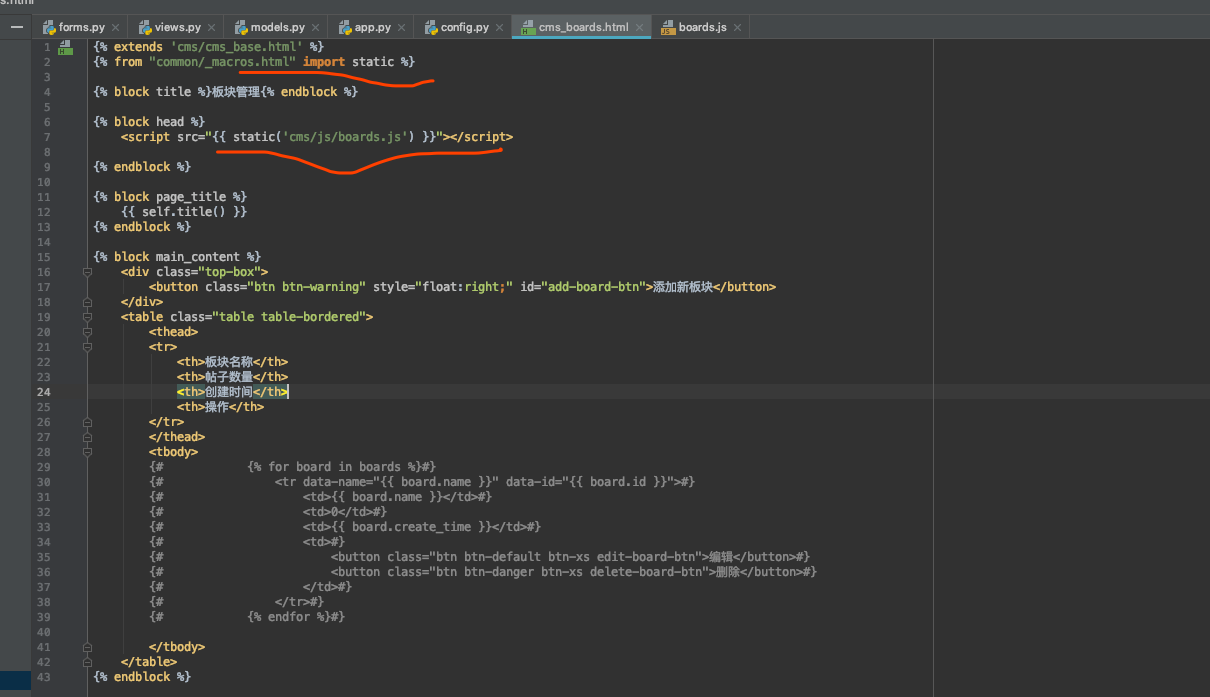 s.html
forms.py views.py models.py app.py config.py cms_boards.html boards.js
1 {% extends 'cms/cms_base.html' %}
2 {% from "common/_macros.html" import static %}
3
4 {% block title %}板块管理{% endblock %}
5
6 {% block head %}
7 <script src="{{ static('cms/js/boards.js') }}"></script>
8
9 {% endblock %}
10
11 {% block page_title %}
12 {{ self.title() }}
13 {% endblock %}
14
15 {% block main_content %}
16 <div class="top-box">
17 <button class="btn btn-warning" style="float:right;" id="add-board-btn">添加新板块</button>
18 </div>
19 <table class="table table-bordered">
20 <thead>
21 <tr>
22 <th>板块名称</th>
23 <th>帖子数量</th>
24 <th>创建时间</th>
25 <th>操作</th>
26 </tr>
27 </thead>
28 <tbody>
29 {# {% for board in boards %}#}
30 {# <tr data-name="{{ board.name }}" data-id="{{ board.id }}">#}
31 {# <td>{{ board.name }}</td>#}
32 {# <td>0</td>#}
33 {# <td>{{ board.create_time }}</td>#}
34 {# <td>#}
35 {# <button class="btn btn-default btn-xs edit-board-btn">编辑</button>#}
36 {# <button class="btn btn-danger btn-xs delete-board-btn">删除</button>#}
37 {# </td>#}
38 {# </tr>#}
39 {# {% endfor %}#}
40
41 </tbody>
42 </table>
43 {% endblock %}